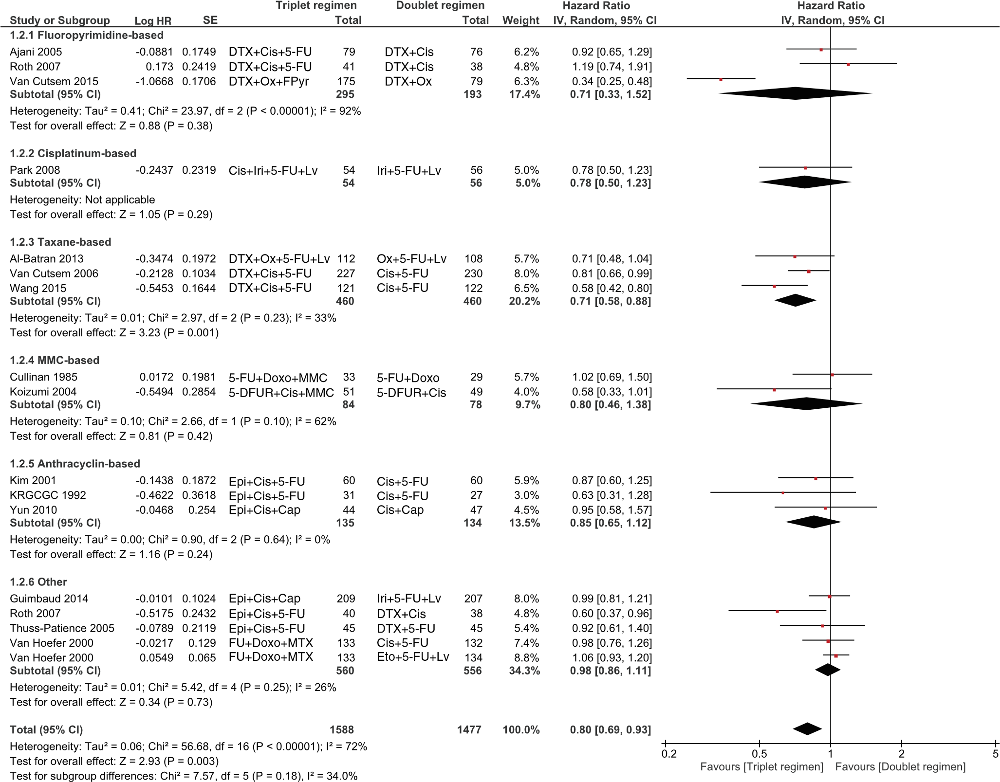 Triplet regimen Doublet regimen Hazard Ratio Hazard Ratio
Study or Subgroup Log HR SE Total Total Weight IV, Random, 95% CI IV, Random, 95% CI
1.2.1 Fluoropyrimidine-based
Ajani 2005 -0.0881 0.1749 DTX+Cis+5-FU 79 DTX+Cis 76 6.2% 0.92 [0.65, 1.29]
Roth 2007 0.173 0.2419 DTX+Cis+5-FU 41 DTX+Cis 38 4.8% 1.19 [0.74, 1.91]
Van Cutsem 2015 -1.0668 0.1706 DTX+Ox+FPyr 175 DTX+Ox 79 6.3% 0.34 [0.25, 0.48]
Subtotal (95% CI) 295 193 17.4% 0.71 [0.33, 1.52]
Heterogeneity: Tau² = 0.41; Chi² = 23.97, df = 2 (P < 0.00001); I² = 92%
Test for overall effect: Z = 0.88 (P = 0.38)
1.2.2 Cisplatinum-based
Park 2008 -0.2437 0.2319 Cis+Iri+5-FU+Lv 54 Iri+5-FU+Lv 56 5.0% 0.78 [0.50, 1.23]
Subtotal (95% CI) 54 56 5.0% 0.78 [0.50, 1.23]
Heterogeneity: Not applicable
Test for overall effect: Z = 1.05 (P = 0.29)
1.2.3 Taxane-based
Al-Batran 2013 -0.3474 0.1972 DTX+Ox+5-FU+Lv 112 Ox+5-FU+Lv 108 5.7% 0.71 [0.48, 1.04]
Van Cutsem 2006 -0.2128 0.1034 DTX+Cis+5-FU 227 Cis+5-FU 230 8.0% 0.81 [0.66, 0.99]
Wang 2015 -0.5453 0.1644 DTX+Cis+5-FU 121 Cis+5-FU 122 6.5% 0.58 [0.42, 0.80]
Subtotal (95% CI) 460 460 20.2% 0.71 [0.58, 0.88]
Heterogeneity: Tau² = 0.01; Chi² = 2.97, df = 2 (P = 0.23); I² = 33%
Test for overall effect: Z = 3.23 (P = 0.001)
1.2.4 MMC-based
Cullinan 1985 0.0172 0.1981 5-FU+Doxo+MMC 33 5-FU+Doxo 29 5.7% 1.02 [0.69, 1.50]
Koizumi 2004 -0.5494 0.2854 5-DFUR+Cis+MMC 51 5-DFUR+Cis 49 4.0% 0.58 [0.33, 1.01]
Subtotal (95% CI) 84 78 9.7% 0.80 [0.46, 1.38]
Heterogeneity: Tau² = 0.10; Chi² = 2.66, df = 1 (P = 0.10); I² = 62%
Test for overall effect: Z = 0.81 (P = 0.42)
1.2.5 Anthracyclin-based
Kim 2001 -0.1438 0.1872 Epi+Cis+5-FU 60 Cis+5-FU 60 5.9% 0.87 [0.60, 1.25]
KRGCGC 1992 -0.4622 0.3618 Epi+Cis+5-FU 31 Cis+5-FU 27 3.0% 0.63 [0.31, 1.28]
Yun 2010 -0.0468 0.254 Epi+Cis+Cap 44 Cis+Cap 47 4.5% 0.95 [0.58, 1.57]
Subtotal (95% CI) 135 134 13.5% 0.85 [0.65, 1.12]
Heterogeneity: Tau² = 0.00; Chi² = 0.90, df = 2 (P = 0.64); I² = 0%
Test for overall effect: Z = 1.16 (P = 0.24)
1.2.6 Other
Guimbaud 2014 -0.0101 0.1024 Epi+Cis+Cap 209 Iri+5-FU+Lv 207 8.0% 0.99 [0.81, 1.21]
Roth 2007 -0.5175 0.2432 Epi+Cis+5-FU 40 DTX+Cis 38 4.8% 0.60 [0.37, 0.96]
Thuss-Patience 2005 -0.0789 0.2119 Epi+Cis+5-FU 45 DTX+5-FU 45 5.4% 0.92 [0.61, 1.40]
Van Hoefer 2000 -0.0217 0.129 FU+Doxo+MTX 133 Cis+5-FU 132 7.4% 0.98 [0.76, 1.26]
Van Hoefer 2000 0.0549 0.065 FU+Doxo+MTX 133 Eto+5-FU+Lv 134 8.8% 1.06 [0.93, 1.20]
Subtotal (95% CI) 560 556 34.3% 0.98 [0.86, 1.11]
Heterogeneity: Tau² = 0.01; Chi² = 5.42, df = 4 (P = 0.25); I² = 26%
Test for overall effect: Z = 0.34 (P = 0.73)
Total (95% CI) 1588 1477 100.0% 0.80 [0.69, 0.93]
Heterogeneity: Tau² = 0.06; Chi² = 56.68, df = 16 (P < 0.00001); I² = 72%
Test for overall effect: Z = 2.93 (P = 0.003)
Test for subgroup differences: Chi² = 7.57, df = 5 (P = 0.18), I² = 34.0%
0.2 0.5 1 2 5
Favours [Triplet regimen] Favours [Doublet regimen]